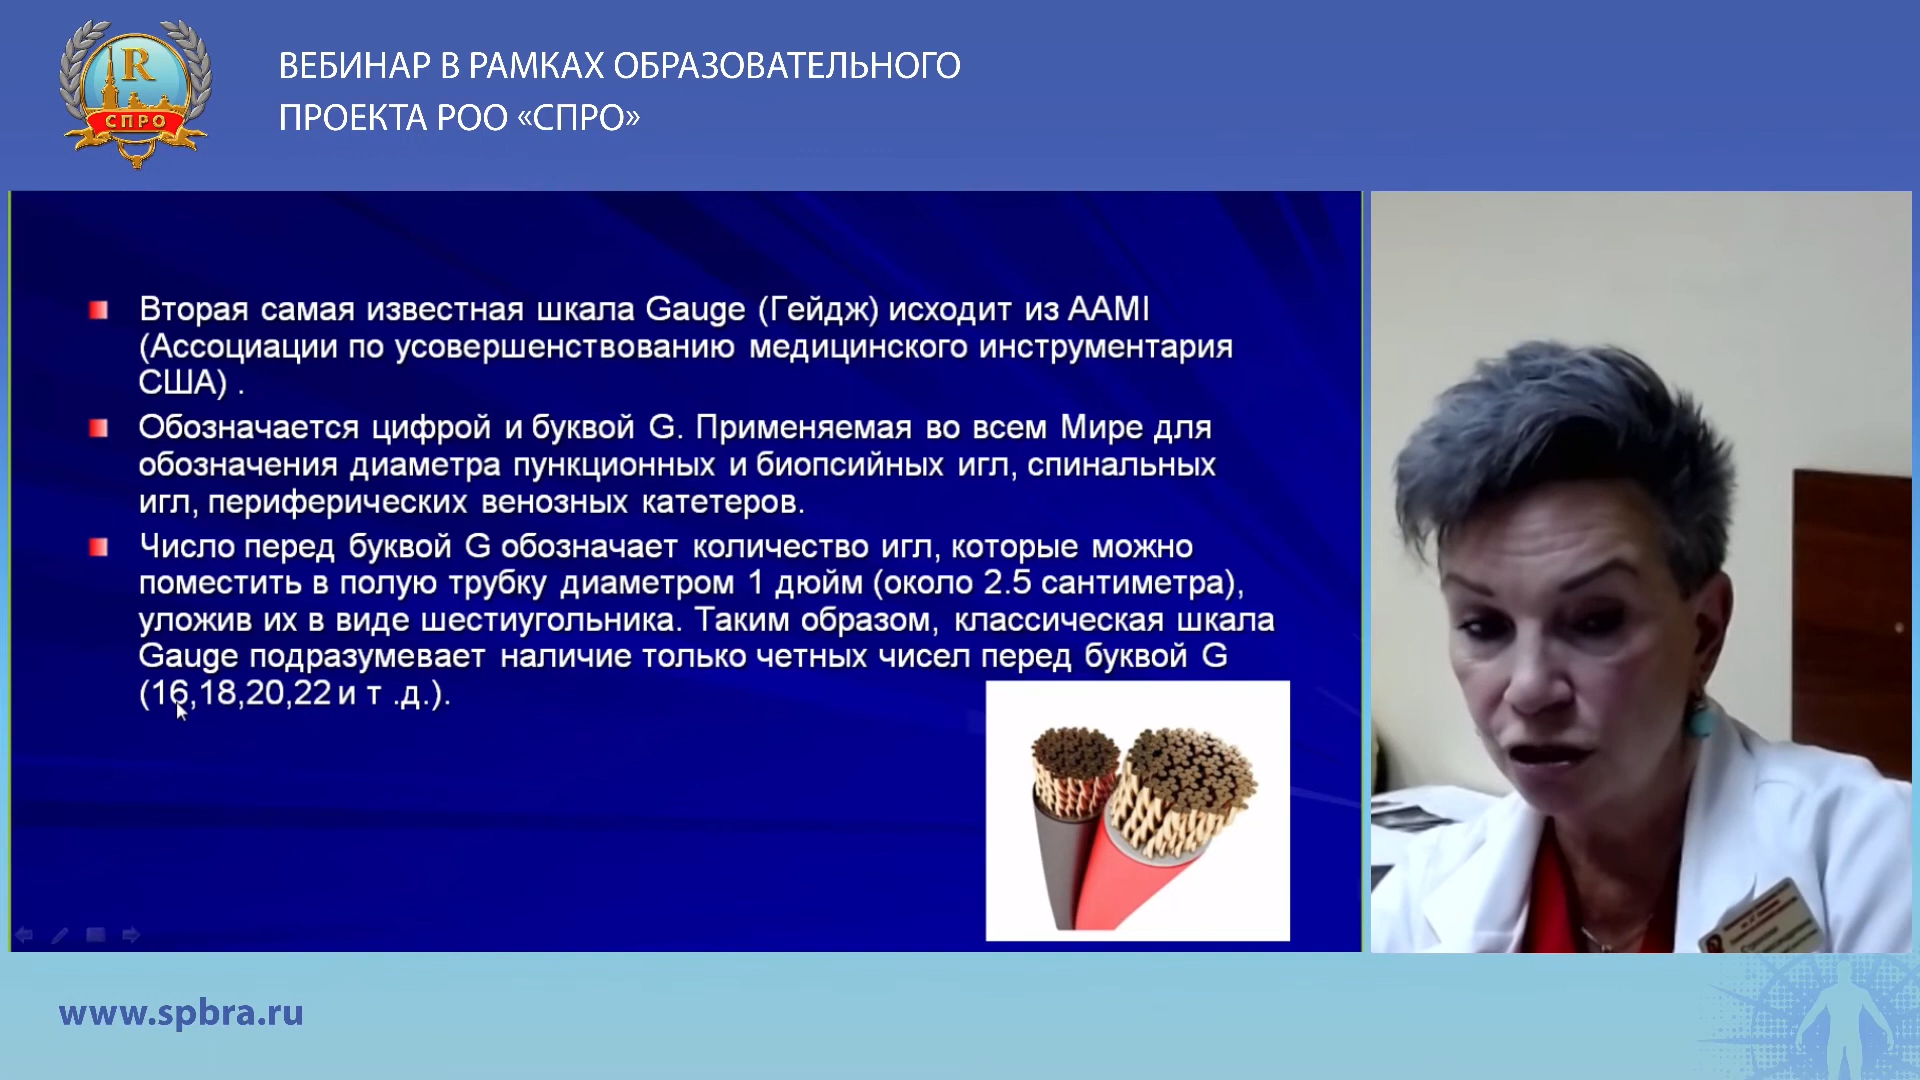 R
СПРО
ВЕБИНАР В РАМКАХ ОБРАЗОВАТЕЛЬНОГО
ПРОЕКТА РОО «СПРО»
Вторая самая известная шкала Gauge (Гейдж) исходит из AAMI
(Ассоциации по усовершенствованию медицинского инструментария
США) .
Обозначается цифрой и буквой G. Применяемая во всем Мире для
обозначения диаметра пункционных и биопсийных игл, спинальных
игл, периферических венозных катетеров.
Число перед буквой G обозначает количество игл, которые можно
поместить в полую трубку диаметром 1 дюйм (около 2.5 сантиметра),
уложив их в виде шестиугольника. Таким образом, классическая шкала
Gauge подразумевает наличие только четных чисел перед буквой G
(16,18,20,22 и т .д.).
www.spbra.ru